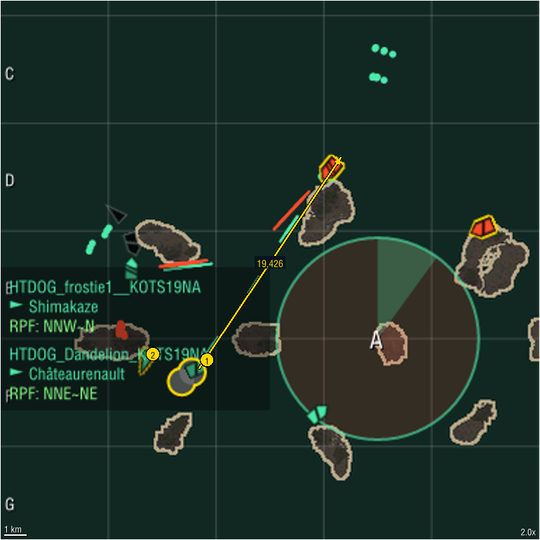 C
D
19,426
E
HTDOG_frostie1__KOTS19NA
► Shimakaze
RPF: NNW~N
A
HTDOG_Dandelion_KOTS19NA
2
1
► Châteaurenault
RPF: NNE~NE
F
G
1 km
2.0x